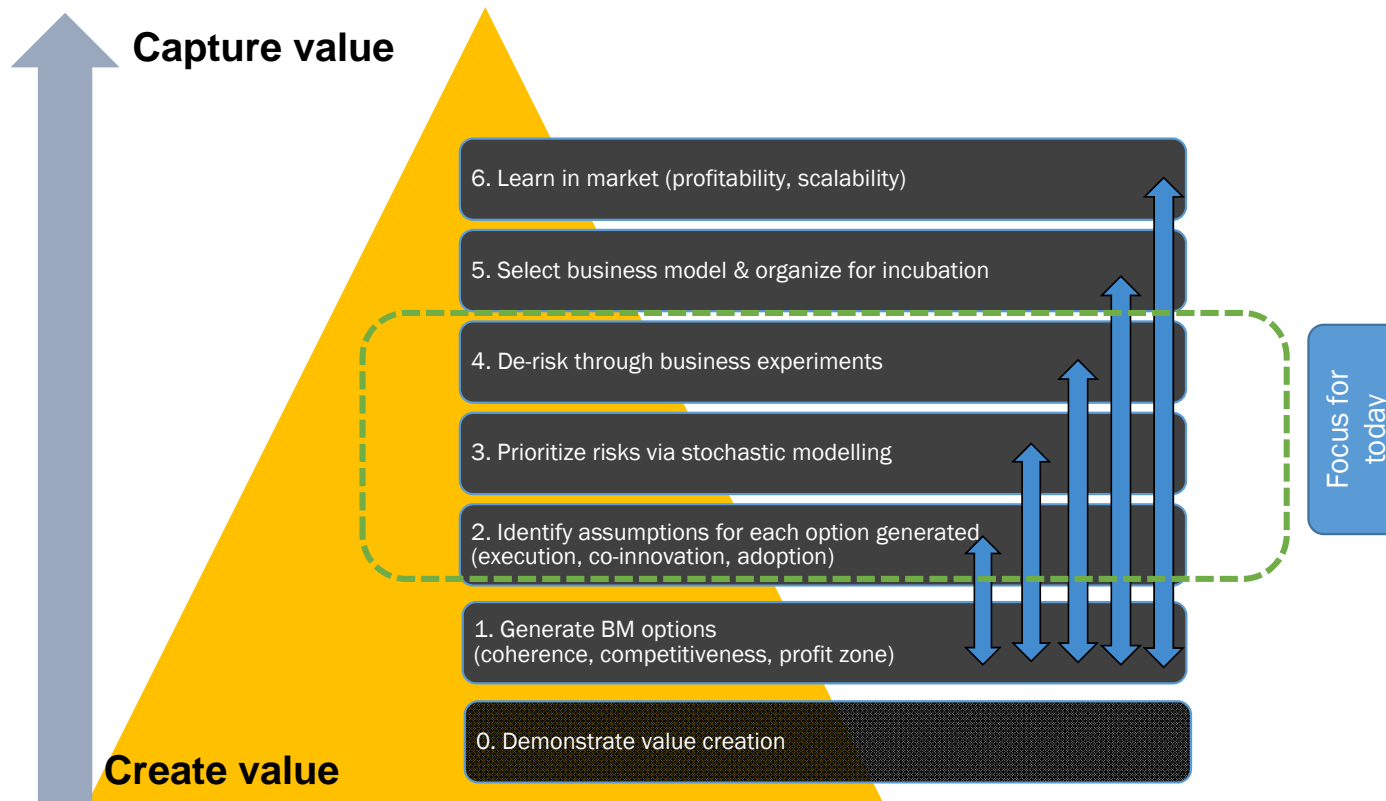 Capture value
6. Learn in market (profitability, scalability)
5. Select business model & organize for incubation
4. De-risk through business experiments
3. Prioritize risks via stochastic modelling
2. Identify assumptions for each option generated
(execution, co-innovation, adoption)
1. Generate BM options
(coherence, competitiveness, profit zone)
0. Demonstrate value creation
Create value
Focus for
today